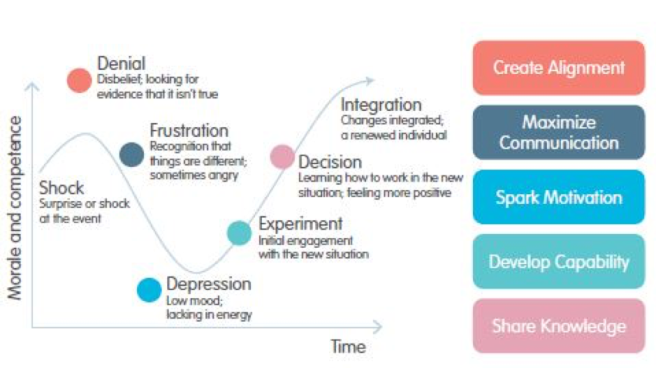 Denial
Disbelief; looking for
evidence that it isn't true
Frustration
Recognition that
things are different;
sometimes angry
Shock
Surprise or shock
at the event
Depression
Low mood;
lacking in energy
Experiment
Initial engagement
with the new situation
Decision
Learning how to work in the new
situation; feeling more positive
Integration
Changes integrated;
a renewed individual
Morale and competence
Time
Create Alignment
Maximize
Communication
Spark Motivation
Develop Capability
Share Knowledge